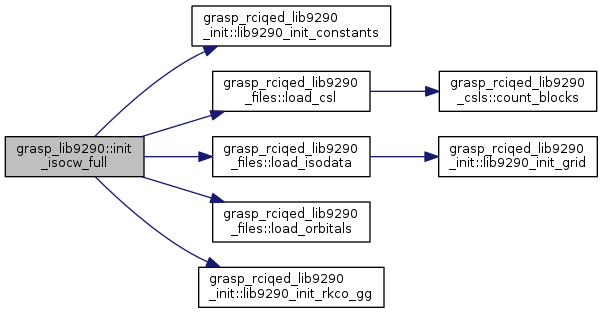 grasp_rciqed_lib9290
_init::lib9290_init_constants
grasp_rciqed_lib9290
_files::load_csl
grasp_rciqed_lib9290
_csls::count_blocks
grasp_lib9290::init
_isocw_full
grasp_rciqed_lib9290
_files::load_isodata
grasp_rciqed_lib9290
_init::lib9290_init_grid
grasp_rciqed_lib9290
_files::load_orbitals
grasp_rciqed_lib9290
_init::lib9290_init_rkco_gg